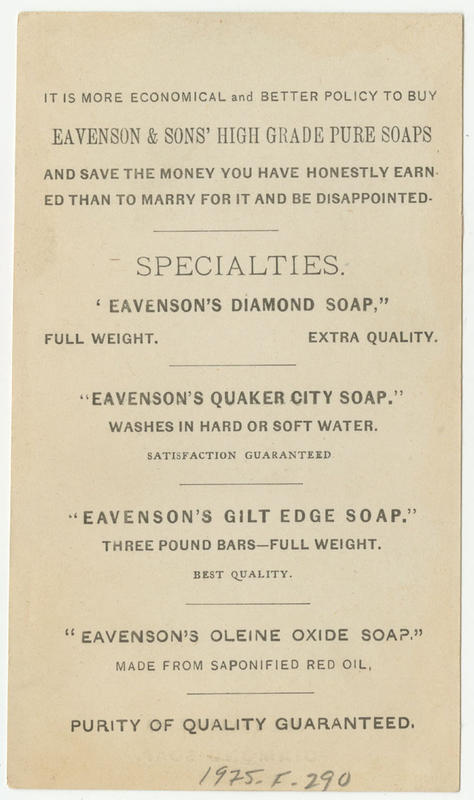 IT IS MORE ECONOMICAL and BETTER POLICY TO BUY
EAVENSON & SONS' HIGH GRADE PURE SOAPS
AND SAVE THE MONEY YOU HAVE HONESTLY EARN-
ED THAN TO MARRY FOR IT AND BE DISAPPOINTED.
SPECIALTIES.
‘ EAVENSON'S DIAMOND SOAP,”
FULL WEIGHT. EXTRA QUALITY.
“EAVENSON'S QUAKER CITY SOAP.”
WASHES IN HARD OR SOFT WATER.
SATISFACTION GUARANTEED
“EAVENSON'S GILT EDGE SOAP.”
THREE POUND BARS—FULL WEIGHT.
BEST QUALITY.
“EAVENSON'S OLEINE OXIDE SOAP.”
MADE FROM SAPONIFIED RED OIL,
PURITY OF QUALITY GUARANTEED.
1975-F-290